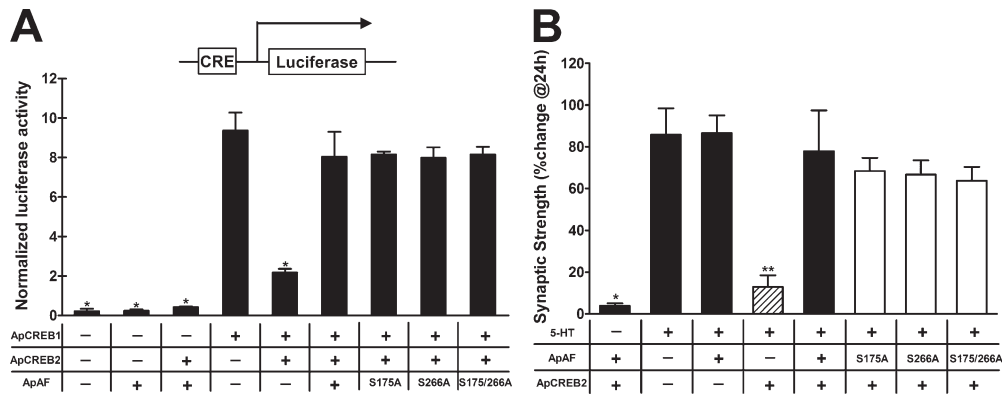 A
CRE
Luciferase
Normalized luciferase activity
12
10
8
6
4
2
0
* * * *
ApCREB1 – – – + + + + + +
ApCREB2 – – + – + + + + +
ApAF – + + – – + S175A S266A S175/266A
B
Synaptic Strength (%change @24h)
120
100
80
60
40
20
0
* **
5-HT – + + + + + + +
ApAF + – + – + S175A S266A S175/266A
ApCREB2 + – – + + + + +